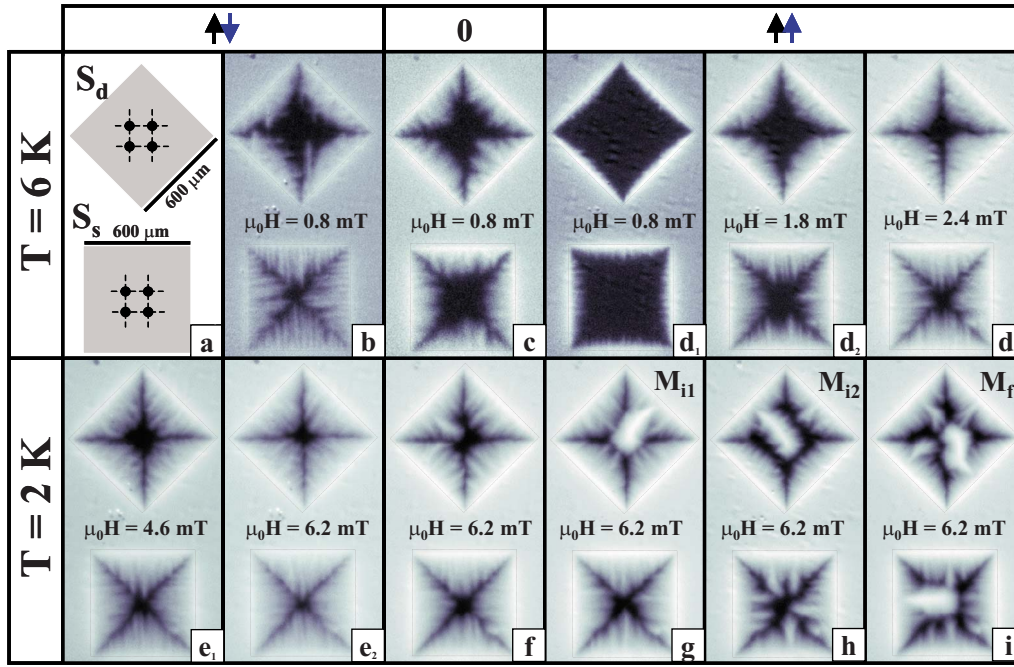 0
T = 6 K
S_d
600 μm
S_s 600 μm
a
μ₀H = 0.8 mT
b
μ₀H = 0.8 mT
c
μ₀H = 0.8 mT
d₁
μ₀H = 1.8 mT
d₂
μ₀H = 2.4 mT
d
T = 2 K
μ₀H = 4.6 mT
e₁
μ₀H = 6.2 mT
e₂
μ₀H = 6.2 mT
f
M_i1
μ₀H = 6.2 mT
g
M_i2
μ₀H = 6.2 mT
h
M_f
μ₀H = 6.2 mT
i